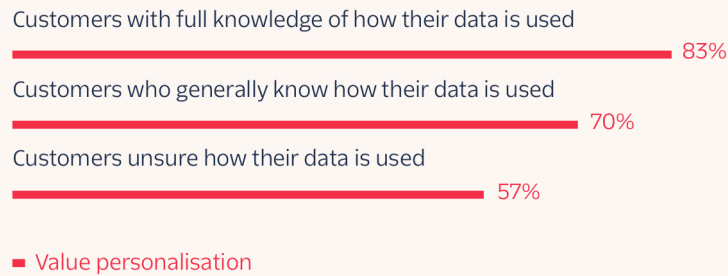 Customers with full knowledge of how their data is used
83%
Customers who generally know how their data is used
70%
Customers unsure how their data is used
57%
Value personalisation